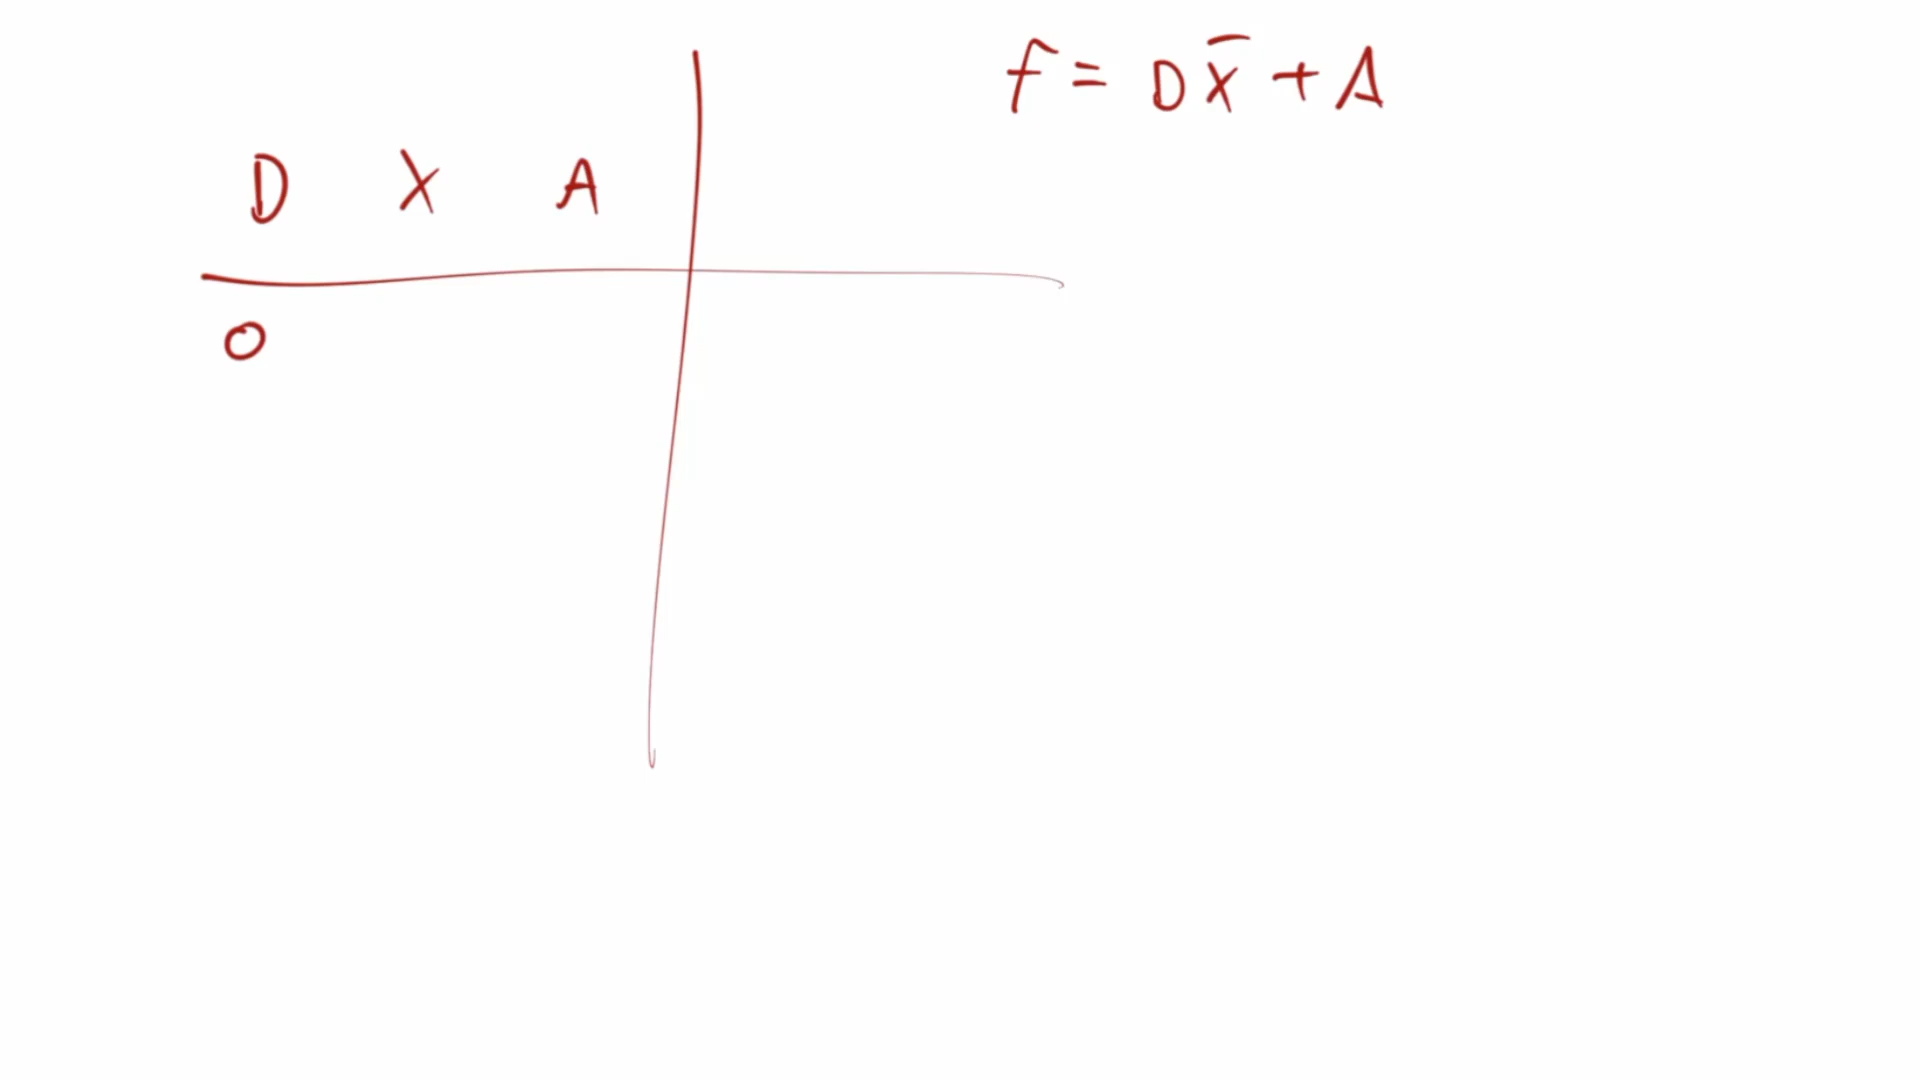 f = DX̅ + A
D X A
0